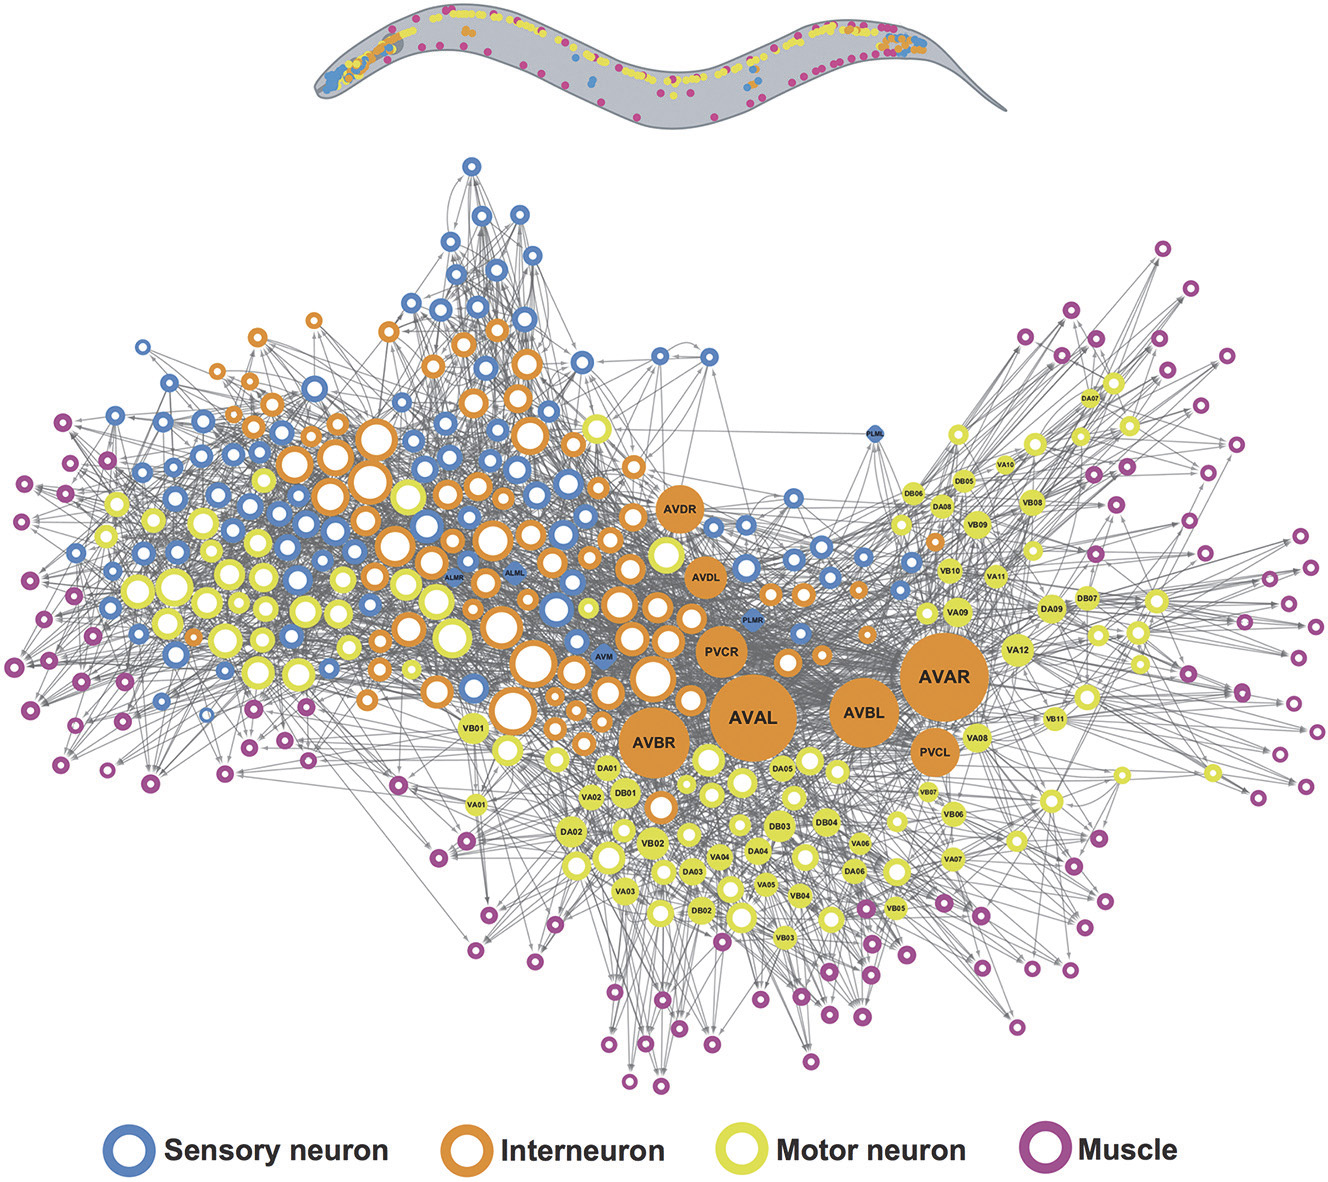 PLML
DA07
VA10
DB05
DB06
DA08
VB08
AVDR
VB09
ALMR
ALML
AVDL
VB10
VA11
DB07
DA09
VA09
PLMR
AVM
PVCR
VA12
AVAR
AVAL
AVBL
VB11
VB01
AVBR
VA08
PVCL
DA01
DA05
VB07
VA02
DB01
VA01
VB06
DA02
DB03
DB04
VB02
VA06
VA04
DA04
VA07
DA03
DA06
VA03
VA05
VB04
DB02
VB05
VB03
Sensory neuron
Interneuron
Motor neuron
Muscle